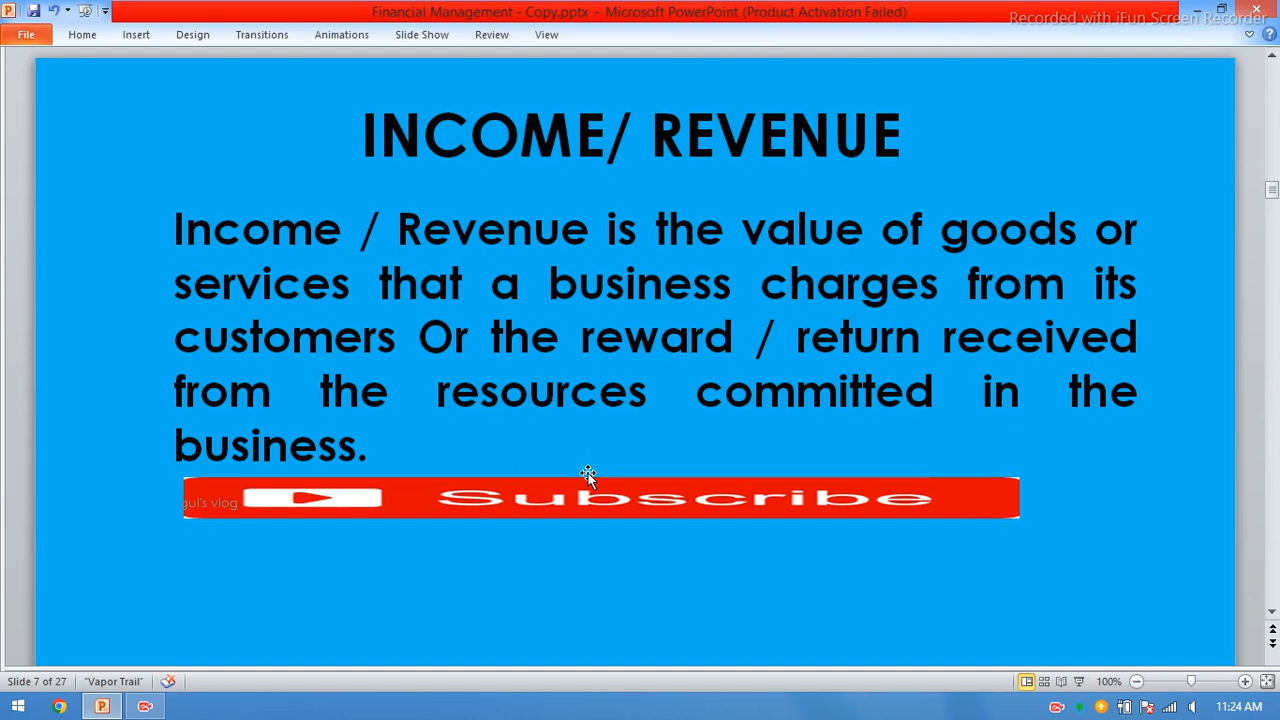 Financial Management - Copy.pptx - Microsoft PowerPoint (Product Activation Failed)
Recorded with iFun Screen Recorder
File Home Insert Design Transitions Animations Slide Show Review View
INCOME/ REVENUE
Income / Revenue is the value of goods or
services that a business charges from its
customers Or the reward / return received
from the resources committed in the
business.
gul's vlog Subscribe
Slide 7 of 27 "Vapor Trail" 100%
11:24 AM